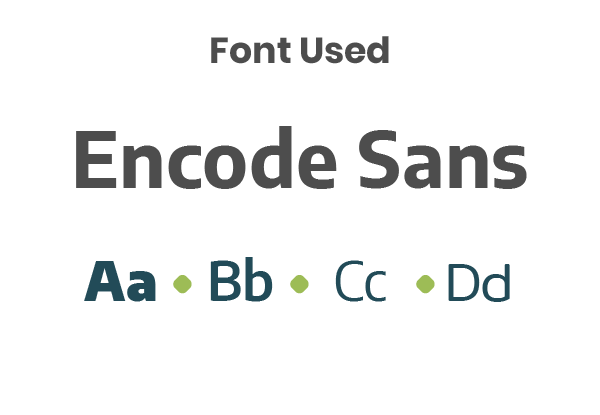 Font Used
Encode Sans
Aa • Bb • Cc • Dd